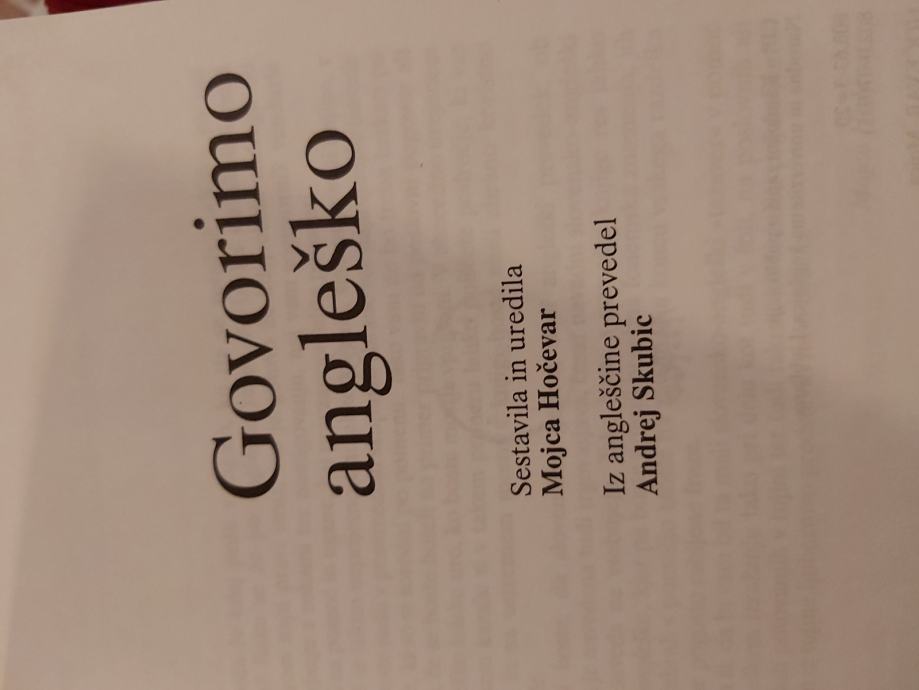 Govorimo
angleško
Sestavila in uredila
Mojca Hočevar
Iz angleščine prevedel
Andrej Skubic